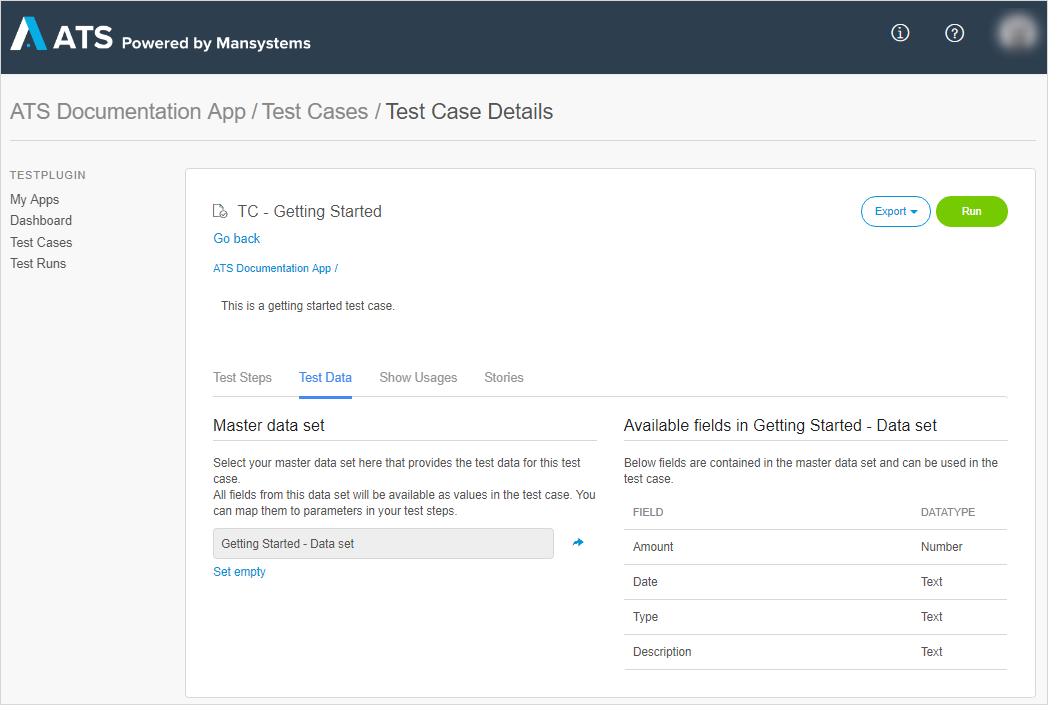 ATS Powered by Mansystems
ATS Documentation App / Test Cases / Test Case Details
TESTPLUGIN
My Apps
Dashboard
Test Cases
Test Runs
TC - Getting Started
Export
Run
Go back
ATS Documentation App /
This is a getting started test case.
Test Steps
Test Data
Show Usages
Stories
Master data set
Select your master data set here that provides the test data for this test
case.
All fields from this data set will be available as values in the test case. You
can map them to parameters in your test steps.
Getting Started - Data set
Set empty
Available fields in Getting Started - Data set
Below fields are contained in the master data set and can be used in the
test case.
FIELD DATATYPE
Amount Number
Date Text
Type Text
Description Text